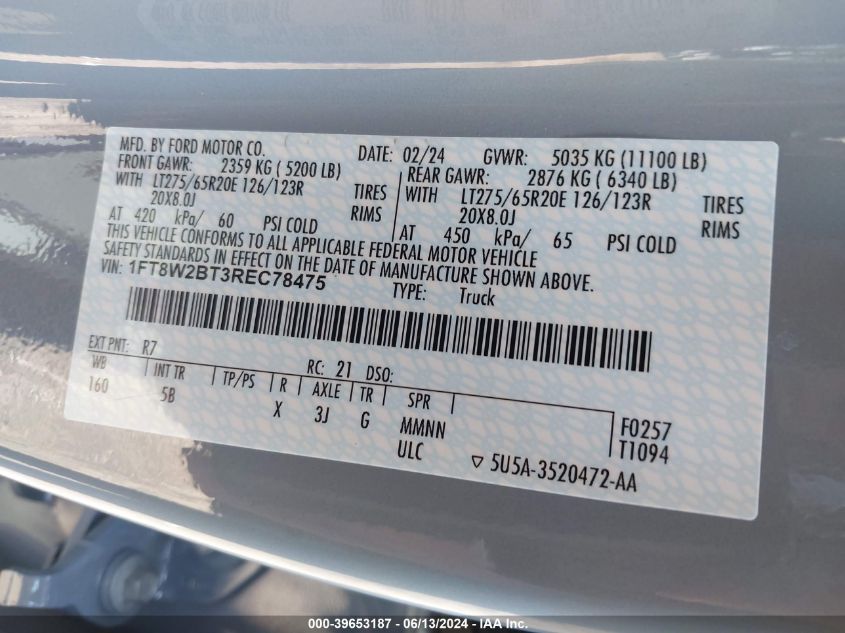 MFD. BY FORD MOTOR CO.
DATE: 02/24 GVWR: 5035 KG (11100 LB)
FRONT GAWR: 2359 KG ( 5200 LB)
REAR GAWR: 2876 KG ( 6340 LB)
WITH LT275/65R20E 126/123R TIRES
WITH LT275/65R20E 126/123R TIRES
20X8.0J RIMS
20X8.0J RIMS
AT 420 kPa/ 60 PSI COLD
AT 450 kPa/ 65 PSI COLD
THIS VEHICLE CONFORMS TO ALL APPLICABLE FEDERAL MOTOR VEHICLE
SAFETY STANDARDS IN EFFECT ON THE DATE OF MANUFACTURE SHOWN ABOVE.
VIN: 1FT8W2BT3REC78475 TYPE: Truck
EXT PNT: R7 RC: 21 DSO:
WB INT TR TP/PS R AXLE TR SPR
160 5B X 3J G MMNN F0257
ULC T1094
5U5A-3520472-AA
000-39653187 - 06/13/2024 - IAA Inc.